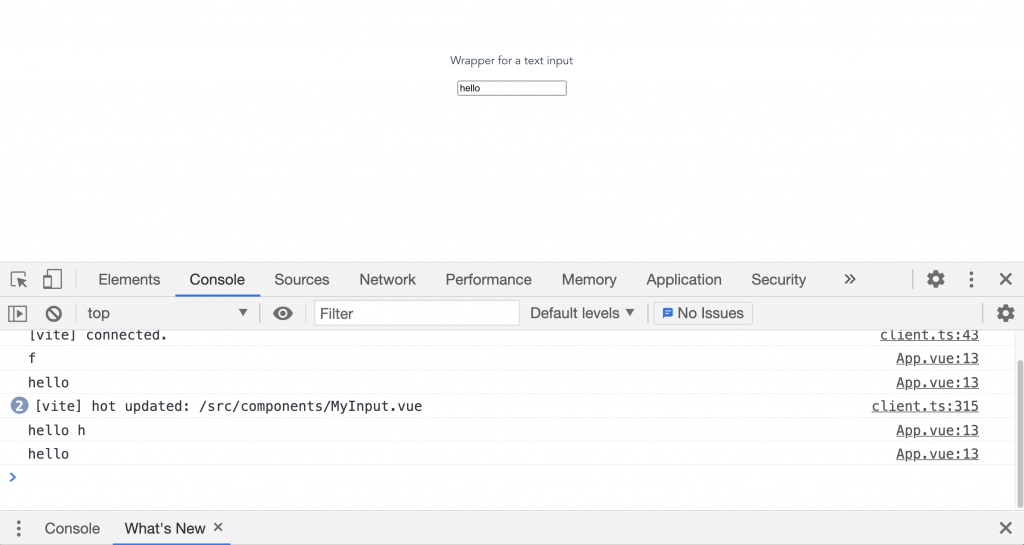 Wrapper for a text input
hello
Elements Console Sources Network Performance Memory Application Security
top Filter Default levels No Issues
[vite] connected. client.ts:43
f App.vue:13
hello App.vue:13
2 [vite] hot updated: /src/components/MyInput.vue client.ts:315
hello h App.vue:13
hello App.vue:13
Console What's New